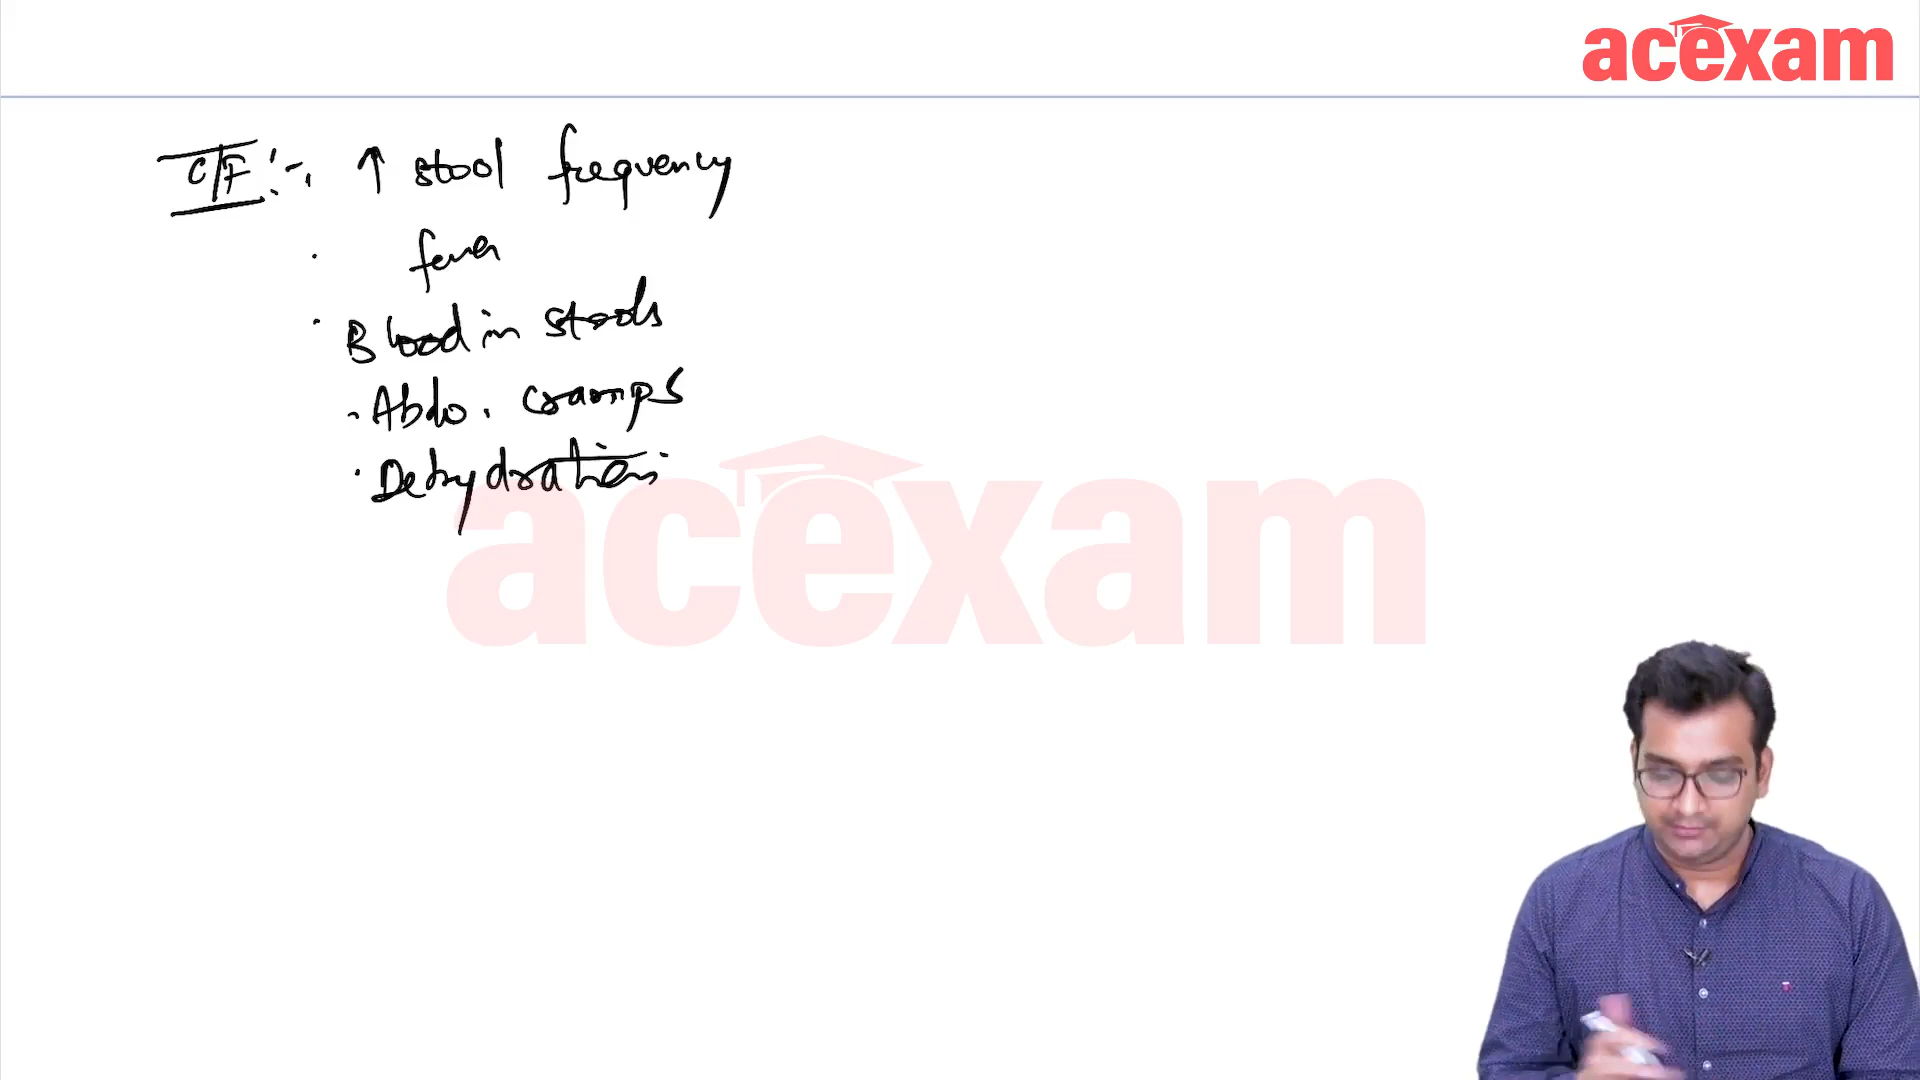 acexam
C/F :-. ↑ stool frequency
. fever
. Blood in stools
. Abdo. cramps
. Dehydration
acexam